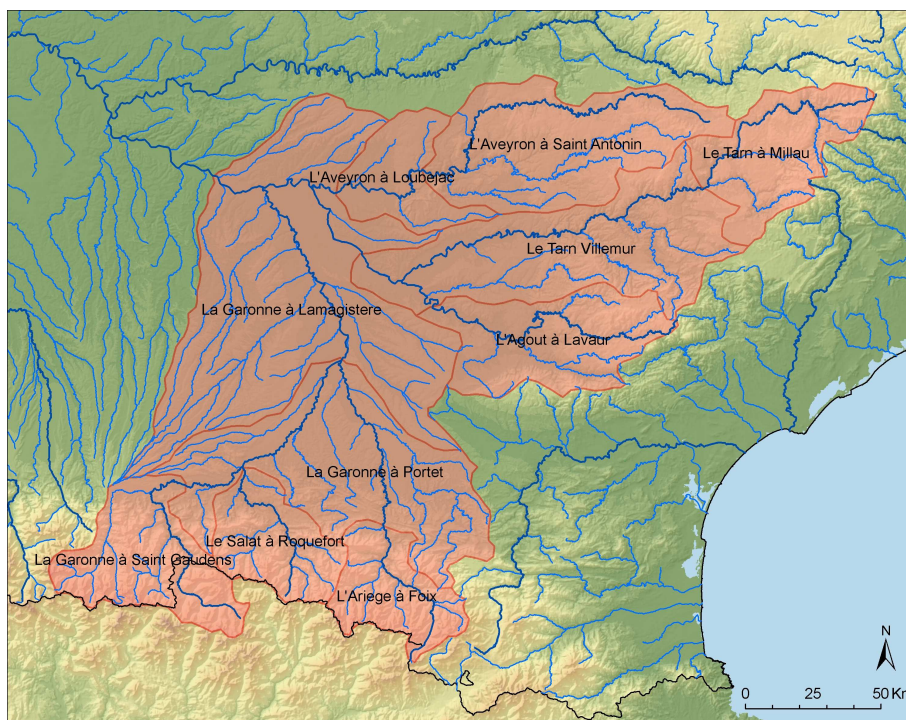 L'Aveyron à Saint Antonin
Le Tarn à Millau
L'Aveyron à Loubejac
Le Tarn Villemur
La Garonne à Lamagistere
L'Agout à Lavaur
La Garonne à Portet
Le Salat à Roquefort
La Garonne à Saint Gaudens
L'Ariege à Foix
N
0 25 50 Km